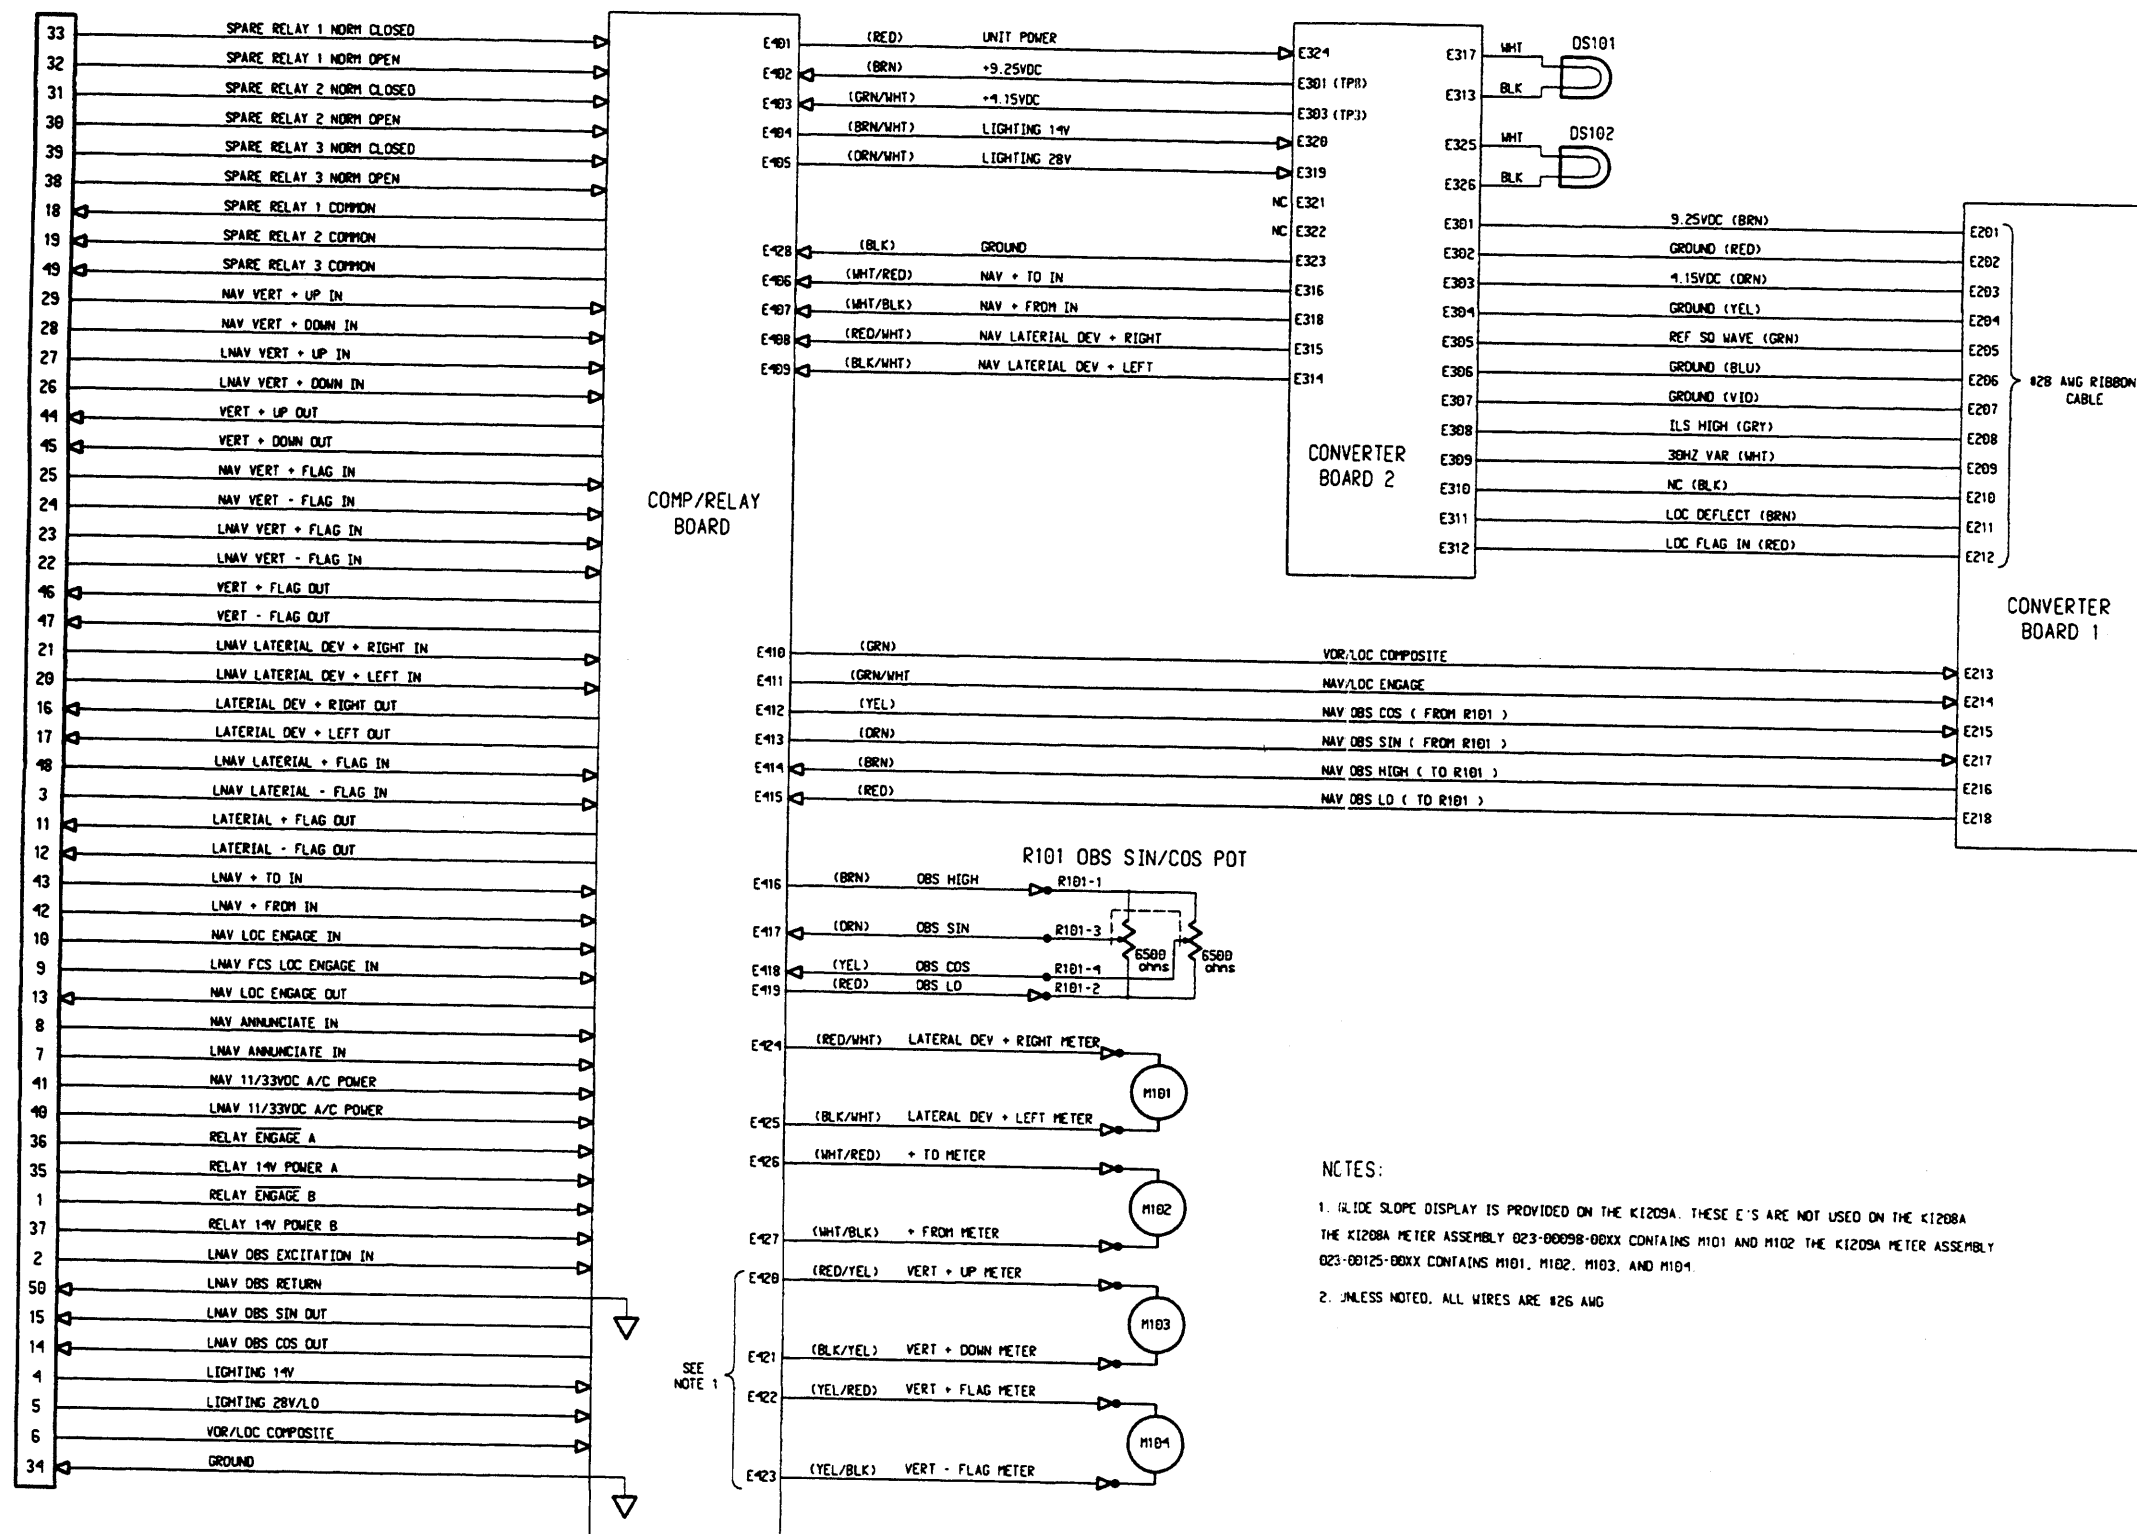 33 SPARE RELAY 1 NORM CLOSED
32 SPARE RELAY 1 NORM OPEN
31 SPARE RELAY 2 NORM CLOSED
30 SPARE RELAY 2 NORM OPEN
39 SPARE RELAY 3 NORM CLOSED
38 SPARE RELAY 3 NORM OPEN
18 SPARE RELAY 1 COMMON
19 SPARE RELAY 2 COMMON
49 SPARE RELAY 3 COMMON
29 NAV VERT + UP IN
28 NAV VERT + DOWN IN
27 LNAV VERT + UP IN
26 LNAV VERT + DOWN IN
44 VERT + UP OUT
45 VERT + DOWN OUT
25 NAV VERT + FLAG IN
24 NAV VERT - FLAG IN
23 LNAV VERT + FLAG IN
22 LNAV VERT - FLAG IN
46 VERT + FLAG OUT
47 VERT - FLAG OUT
21 LNAV LATERIAL DEV + RIGHT IN
20 LNAV LATERIAL DEV + LEFT IN
16 LATERIAL DEV + RIGHT OUT
17 LATERIAL DEV + LEFT OUT
48 LNAV LATERIAL + FLAG IN
3 LNAV LATERIAL - FLAG IN
11 LATERIAL + FLAG OUT
12 LATERIAL - FLAG OUT
43 LNAV + TO IN
42 LNAV + FROM IN
10 NAV LOC ENGAGE IN
9 LNAV FCS LOC ENGAGE IN
13 NAV LOC ENGAGE OUT
8 NAV ANNUNCIATE IN
7 LNAV ANNUNCIATE IN
41 NAV 11/33VDC A/C POWER
40 LNAV 11/33VDC A/C POWER
36 RELAY ENGAGE A
35 RELAY 14V POWER A
1 RELAY ENGAGE B
37 RELAY 14V POWER B
2 LNAV OBS EXCITATION IN
50 LNAV OBS RETURN
15 LNAV OBS SIN OUT
14 LNAV OBS COS OUT
4 LIGHTING 14V
5 LIGHTING 28V/LO
6 VOR/LOC COMPOSITE
34 GROUND
COMP/RELAY
BOARD
E401 (RED) UNIT POWER E324
E402 (BRN) +9.25VDC E301 (TP8)
E403 (GRN/WHT) +4.15VDC E303 (TP3)
E404 (BRN/WHT) LIGHTING 14V E320
E405 (ORN/WHT) LIGHTING 28V E319
NC E321
NC E322
E428 (BLK) GROUND E323
E406 (WHT/RED) NAV + TO IN E316
E407 (WHT/BLK) NAV + FROM IN E318
E408 (RED/WHT) NAV LATERIAL DEV + RIGHT E315
E409 (BLK/WHT) NAV LATERIAL DEV + LEFT E314
CONVERTER
BOARD 2
E317 WHT DS101
E313 BLK
E325 WHT DS102
E326 BLK
E301 9.25VDC (BRN) E201
E302 GROUND (RED) E202
E303 4.15VDC (ORN) E203
E304 GROUND (YEL) E204
E305 REF SQ WAVE (GRN) E205
E306 GROUND (BLU) E206
E307 GROUND (VIO) E207
E308 ILS HIGH (GRY) E208
E309 30HZ VAR (WHT) E209
E310 NC (BLK) E210
E311 LOC DEFLECT (BRN) E211
E312 LOC FLAG IN (RED) E212
#28 AWG RIBBON
CABLE
CONVERTER
BOARD 1
E410 (GRN) VOR/LOC COMPOSITE E213
E411 (GRN/WHT NAV/LOC ENGAGE E214
E412 (YEL) NAV OBS COS ( FROM R101 ) E215
E413 (ORN) NAV OBS SIN ( FROM R101 ) E217
E414 (BRN) NAV OBS HIGH ( TO R101 ) E216
E415 (RED) NAV OBS LO ( TO R101 ) E218
R101 OBS SIN/COS POT
E416 (BRN) OBS HIGH R101-1
E417 (ORN) OBS SIN R101-3
6500 ohms
6500 ohms
E418 (YEL) OBS COS R101-4
E419 (RED) OBS LO R101-2
E424 (RED/WHT) LATERAL DEV + RIGHT METER
M101
E425 (BLK/WHT) LATERAL DEV + LEFT METER
E426 (WHT/RED) + TO METER
M102
E427 (WHT/BLK) + FROM METER
E420 (RED/YEL) VERT + UP METER
M103
E421 (BLK/YEL) VERT + DOWN METER
SEE
NOTE 1
E422 (YEL/RED) VERT + FLAG METER
M104
E423 (YEL/BLK) VERT - FLAG METER
NOTES:
1. GLIDE SLOPE DISPLAY IS PROVIDED ON THE KI209A. THESE E'S ARE NOT USED ON THE KI208A
THE KI208A METER ASSEMBLY 023-00098-00XX CONTAINS M101 AND M102 THE KI209A METER ASSEMBLY
023-00125-00XX CONTAINS M101, M102, M103, AND M104.
2. UNLESS NOTED, ALL WIRES ARE #26 AWG